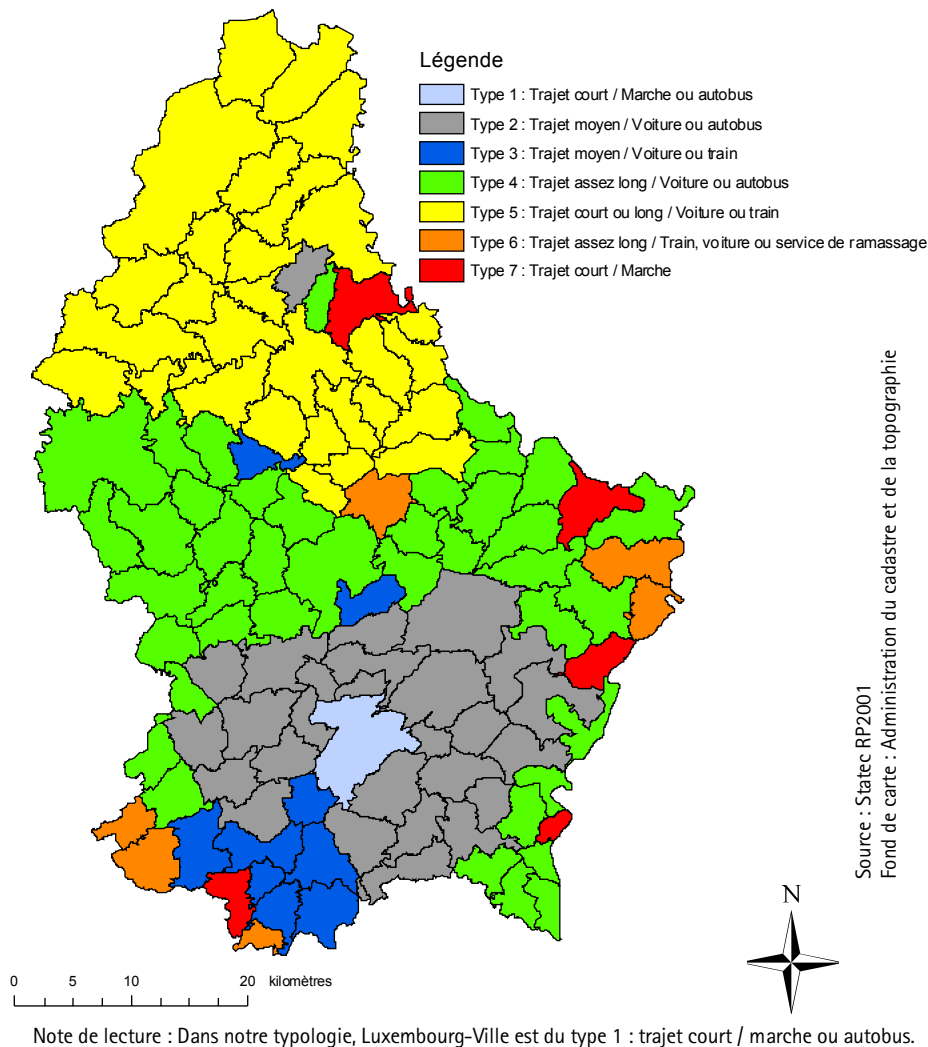 Légende
Type 1 : Trajet court / Marche ou autobus
Type 2 : Trajet moyen / Voiture ou autobus
Type 3 : Trajet moyen / Voiture ou train
Type 4 : Trajet assez long / Voiture ou autobus
Type 5 : Trajet court ou long / Voiture ou train
Type 6 : Trajet assez long / Train, voiture ou service de ramassage
Type 7 : Trajet court / Marche
Source : Statec RP2001
Fond de carte : Administration du cadastre et de la topographie
N
0 5 10 20 kilomètres
Note de lecture : Dans notre typologie, Luxembourg-Ville est du type 1 : trajet court / marche ou autobus.